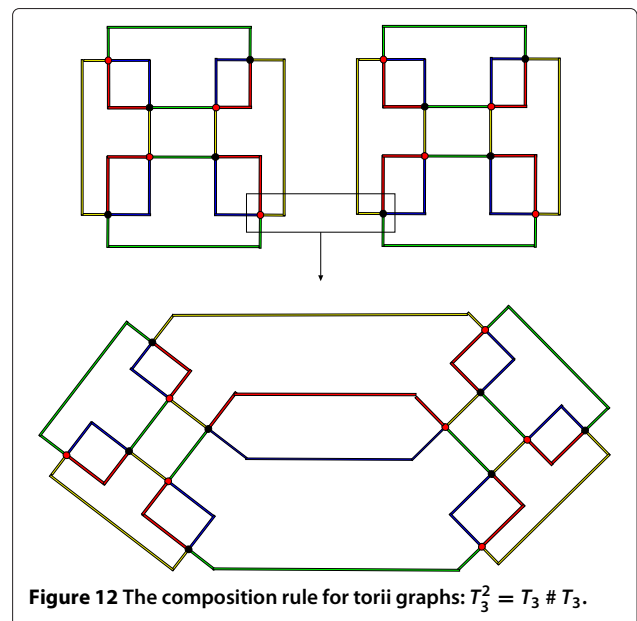 Figure 12 The composition rule for torii graphs: $T_3^2 = T_3 \# T_3$.